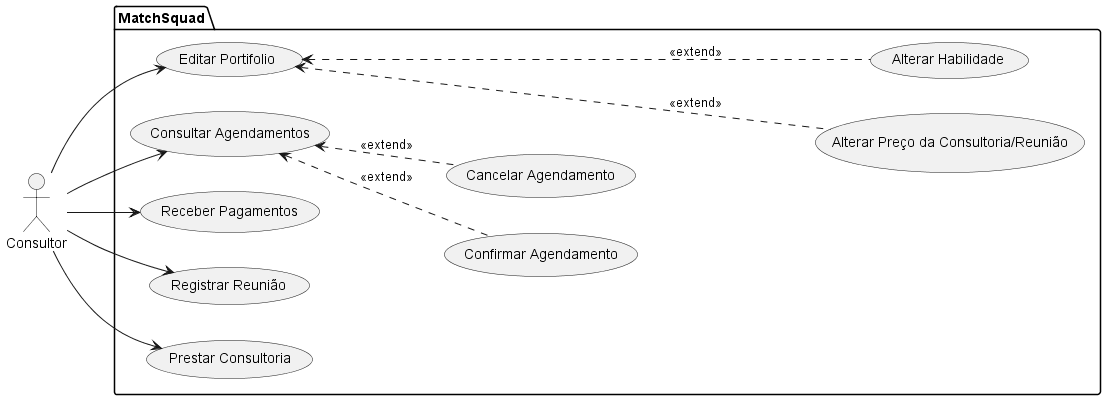 MatchSquad
Editar Portifolio
«extend»
Alterar Habilidade
«extend»
Alterar Preço da Consultoria/Reunião
Consultar Agendamentos
«extend»
Cancelar Agendamento
«extend»
Confirmar Agendamento
Receber Pagamentos
Consultor
Registrar Reunião
Prestar Consultoria